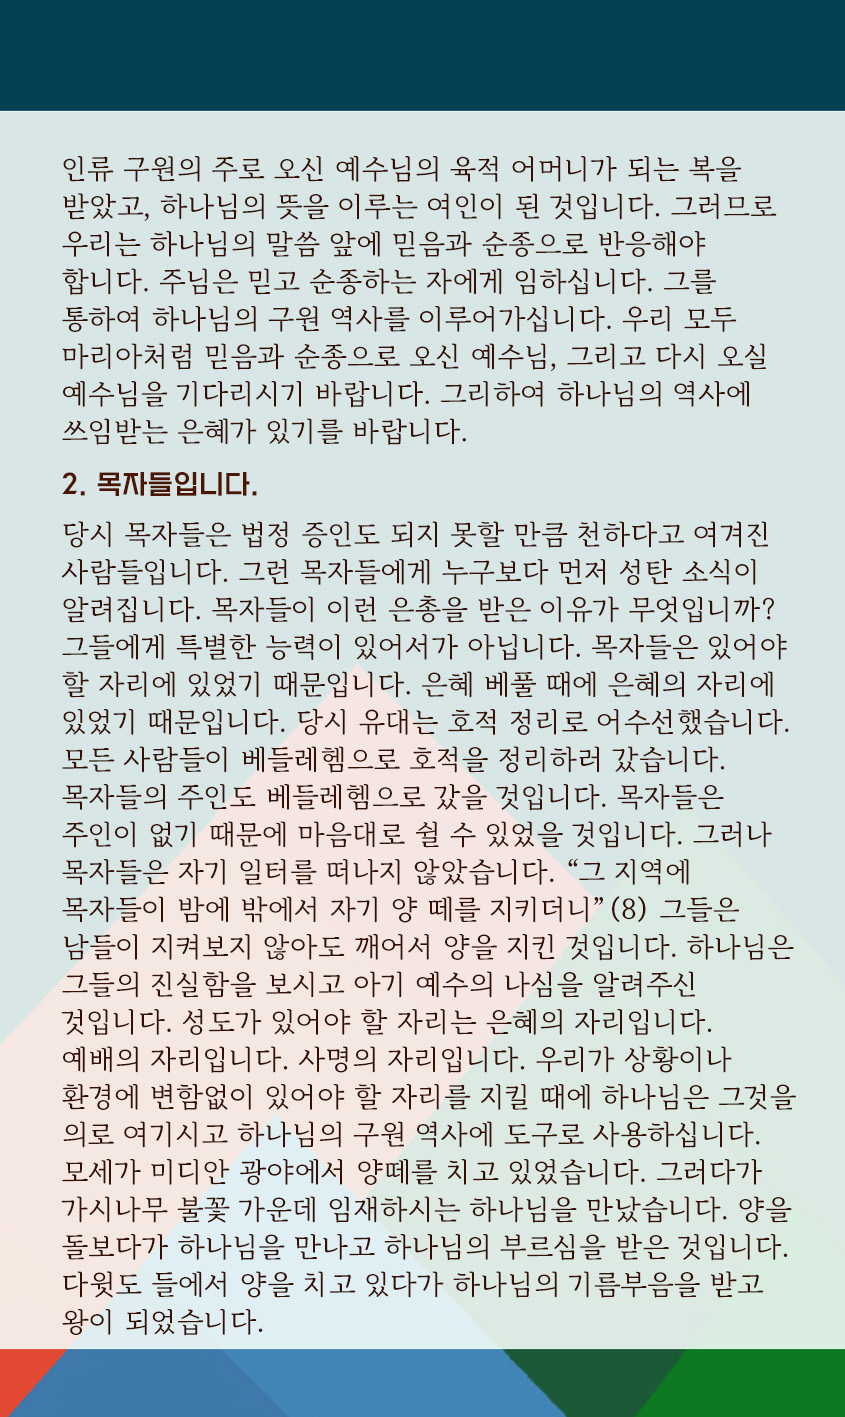 인류 구원의 주로 오신 예수님의 육적 어머니가 되는 복을
받았고, 하나님의 뜻을 이루는 여인이 된 것입니다. 그러므로
우리는 하나님의 말씀 앞에 믿음과 순종으로 반응해야
합니다. 주님은 믿고 순종하는 자에게 임하십니다. 그를
통하여 하나님의 구원 역사를 이루어가십니다. 우리 모두
마리아처럼 믿음과 순종으로 오신 예수님, 그리고 다시 오실
예수님을 기다리시기 바랍니다. 그리하여 하나님의 역사에
쓰임받는 은혜가 있기를 바랍니다.
2. 목자들입니다.
당시 목자들은 법정 증인도 되지 못할 만큼 천하다고 여겨진
사람들입니다. 그런 목자들에게 누구보다 먼저 성탄 소식이
알려집니다. 목자들이 이런 은총을 받은 이유가 무엇입니까?
그들에게 특별한 능력이 있어서가 아닙니다. 목자들은 있어야
할 자리에 있었기 때문입니다. 은혜 베풀 때에 은혜의 자리에
있었기 때문입니다. 당시 유대는 호적 정리로 어수선했습니다.
모든 사람들이 베들레헴으로 호적을 정리하러 갔습니다.
목자들의 주인도 베들레헴으로 갔을 것입니다. 목자들은
주인이 없기 때문에 마음대로 쉴 수 있었을 것입니다. 그러나
목자들은 자기 일터를 떠나지 않았습니다. “그 지역에
목자들이 밤에 밖에서 자기 양 떼를 지키더니”(8) 그들은
남들이 지켜보지 않아도 깨어서 양을 지킨 것입니다. 하나님은
그들의 진실함을 보시고 아기 예수의 나심을 알려주신
것입니다. 성도가 있어야 할 자리는 은혜의 자리입니다.
예배의 자리입니다. 사명의 자리입니다. 우리가 상황이나
환경에 변함없이 있어야 할 자리를 지킬 때에 하나님은 그것을
의로 여기시고 하나님의 구원 역사에 도구로 사용하십니다.
모세가 미디안 광야에서 양떼를 치고 있었습니다. 그러다가
가시나무 불꽃 가운데 임재하시는 하나님을 만났습니다. 양을
돌보다가 하나님을 만나고 하나님의 부르심을 받은 것입니다.
다윗도 들에서 양을 치고 있다가 하나님의 기름부음을 받고
왕이 되었습니다.